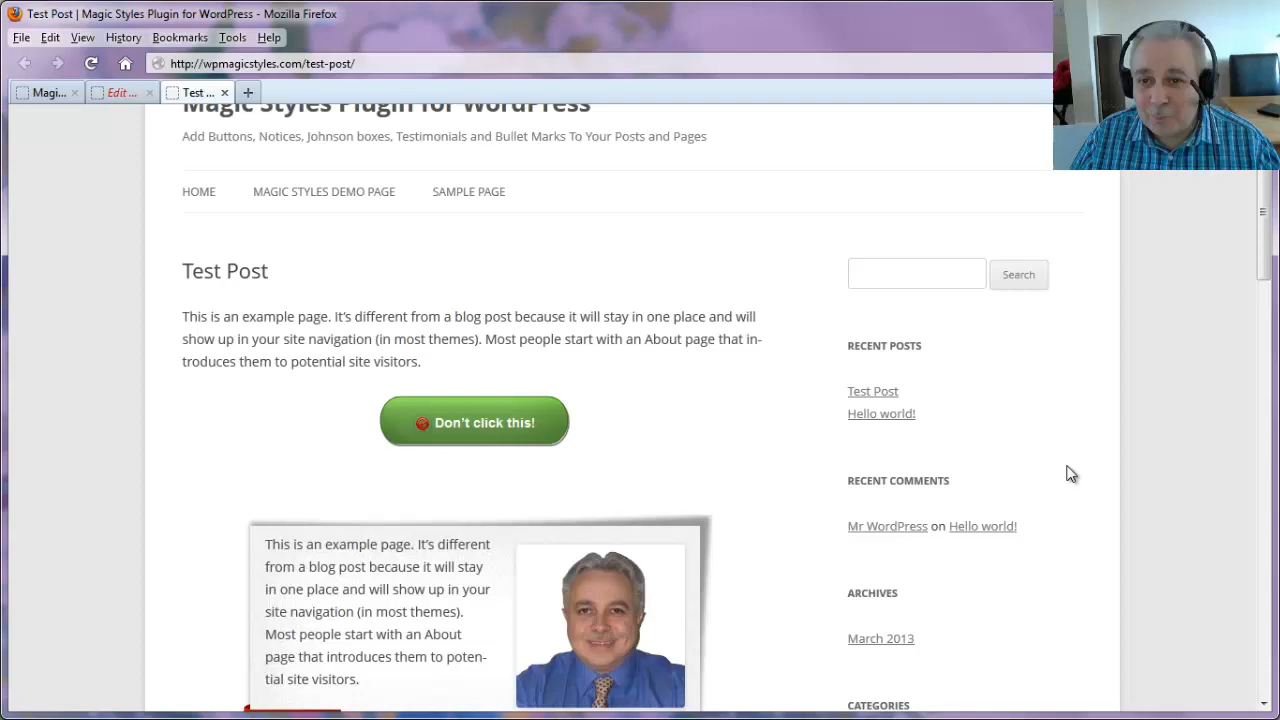 Test Post | Magic Styles Plugin for WordPress - Mozilla Firefox
File Edit View History Bookmarks Tools Help
http://wpmagicstyles.com/test-post/
Magi... Edit ... Test ...
Magic Styles Plugin for WordPress
Add Buttons, Notices, Johnson boxes, Testimonials and Bullet Marks To Your Posts and Pages
HOME MAGIC STYLES DEMO PAGE SAMPLE PAGE
Test Post
Search
This is an example page. It's different from a blog post because it will stay in one place and will
show up in your site navigation (in most themes). Most people start with an About page that in-
troduces them to potential site visitors.
Don't click this!
This is an example page. It's different
from a blog post because it will stay
in one place and will show up in your
site navigation (in most themes).
Most people start with an About
page that introduces them to poten-
tial site visitors.
RECENT POSTS
Test Post
Hello world!
RECENT COMMENTS
Mr WordPress on Hello world!
ARCHIVES
March 2013
CATEGORIES